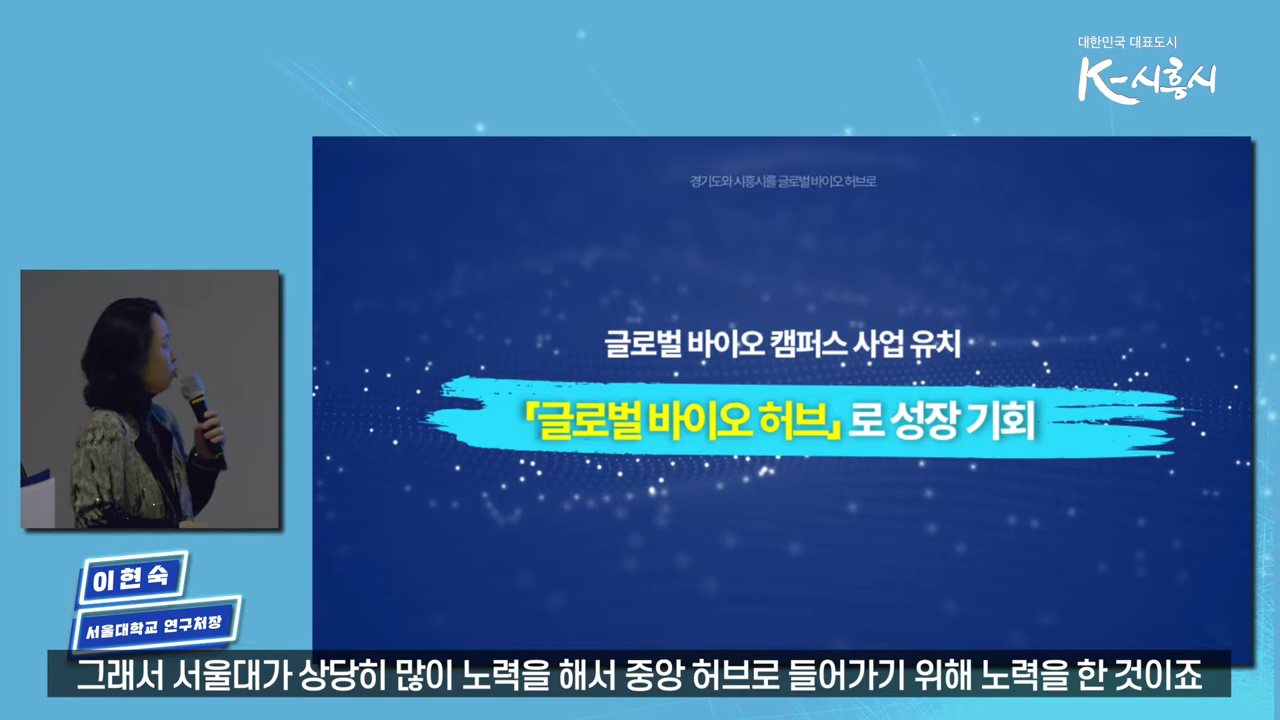 대한민국 대표도시
K-시흥시
경기도와 시흥시를 글로벌 바이오 허브로
글로벌 바이오 캠퍼스 사업 유치
『글로벌 바이오 허브』로 성장 기회
이현숙
서울대학교 연구처장
그래서 서울대가 상당히 많이 노력을 해서 중앙 허브로 들어가기 위해 노력을 한 것이죠